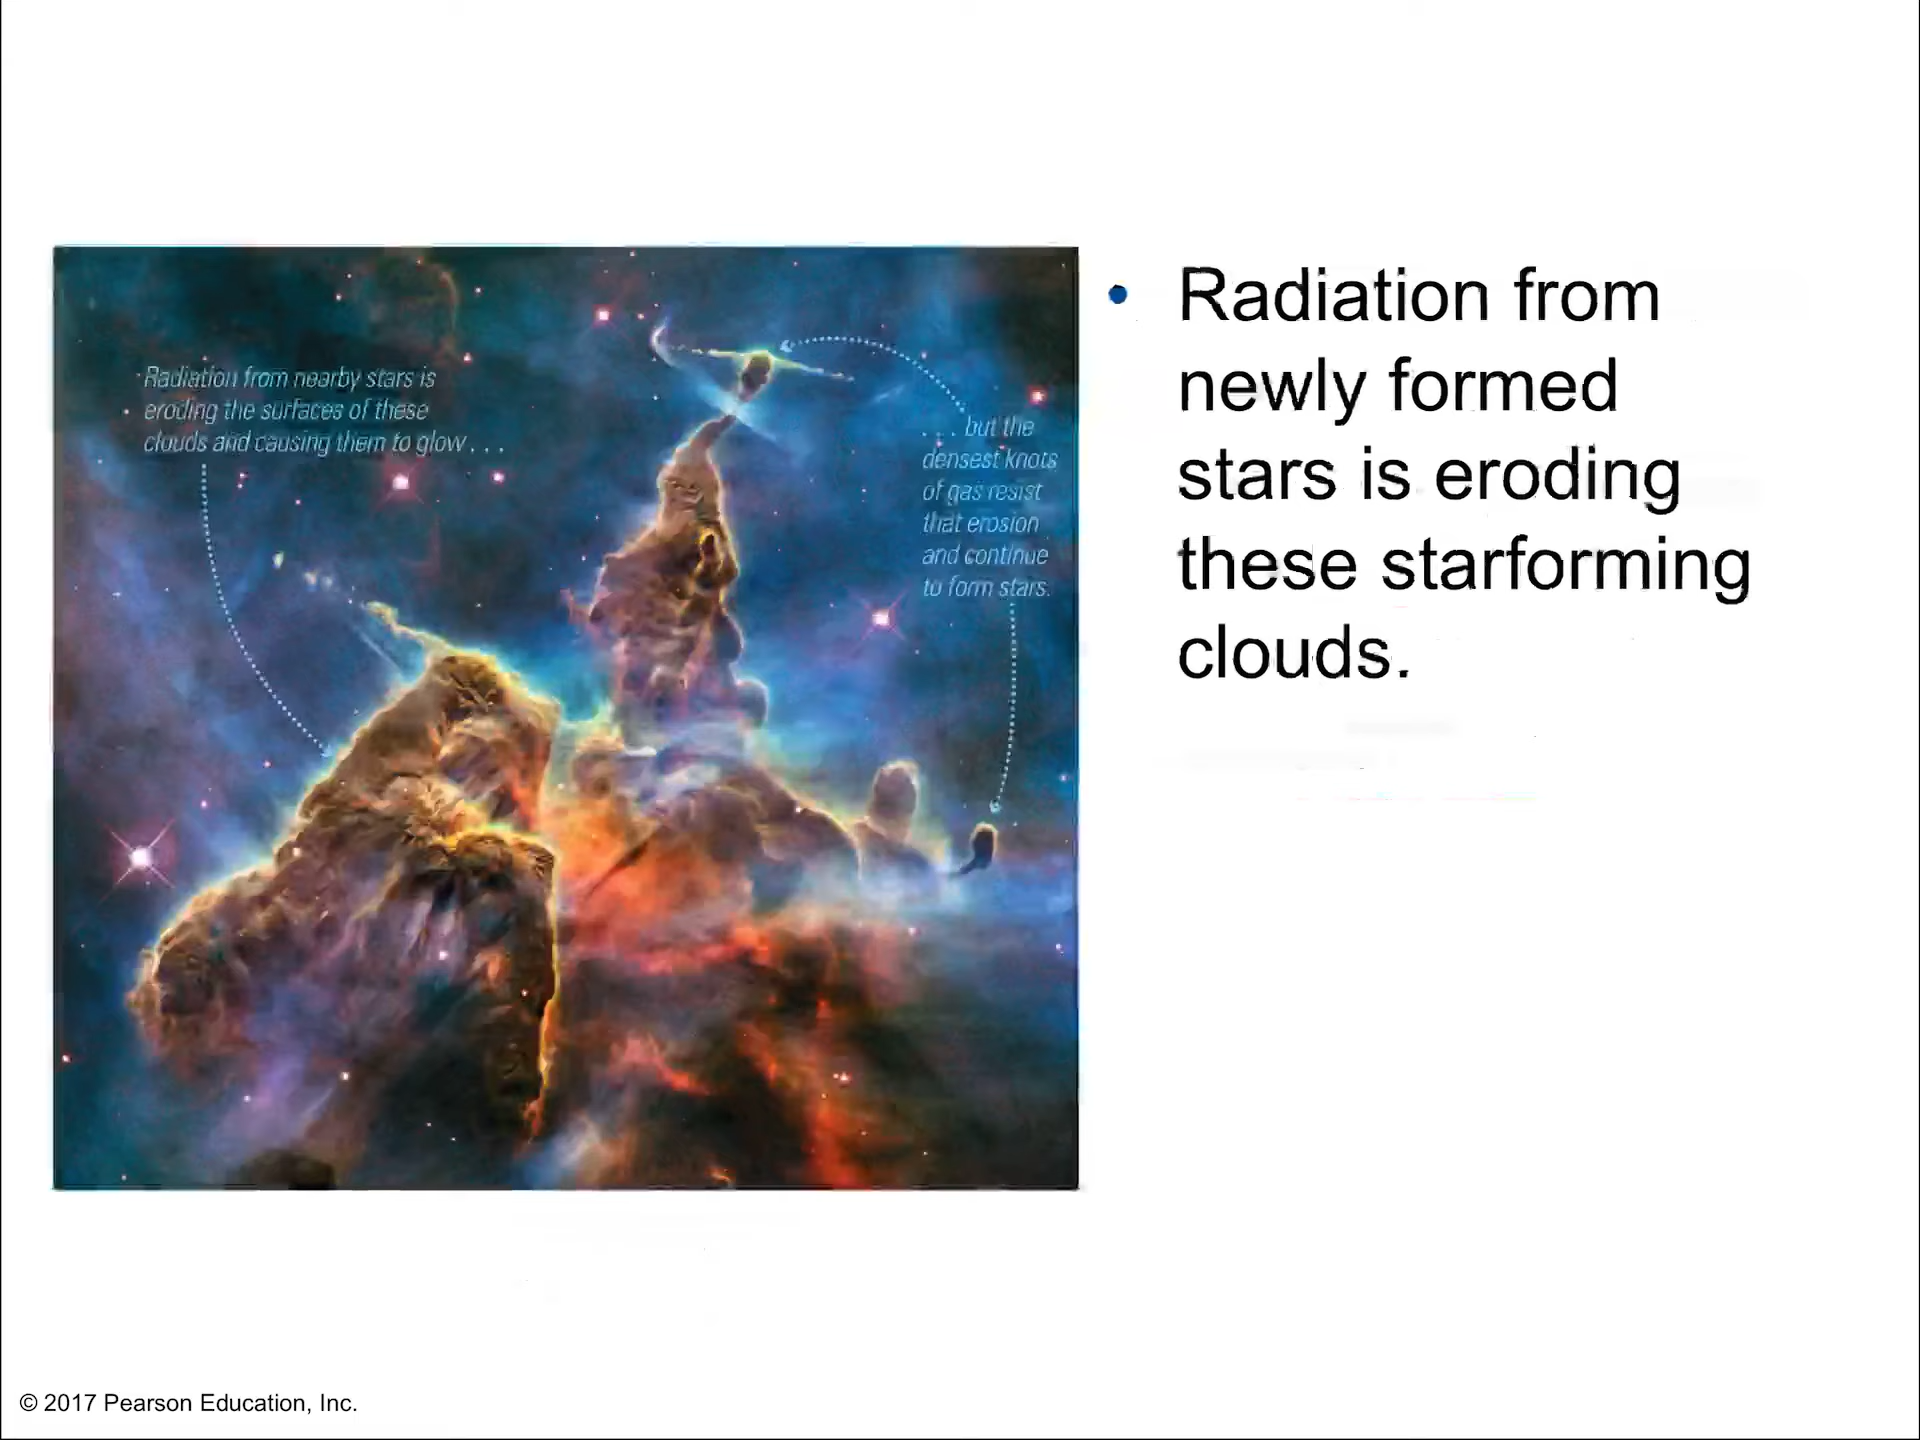 Radiation from nearby stars is
eroding the surfaces of these
clouds and causing them to glow . . .
. . . but the
densest knots
of gas resist
that erosion
and continue
to form stars.
• Radiation from
newly formed
stars is eroding
these starforming
clouds.
© 2017 Pearson Education, Inc.